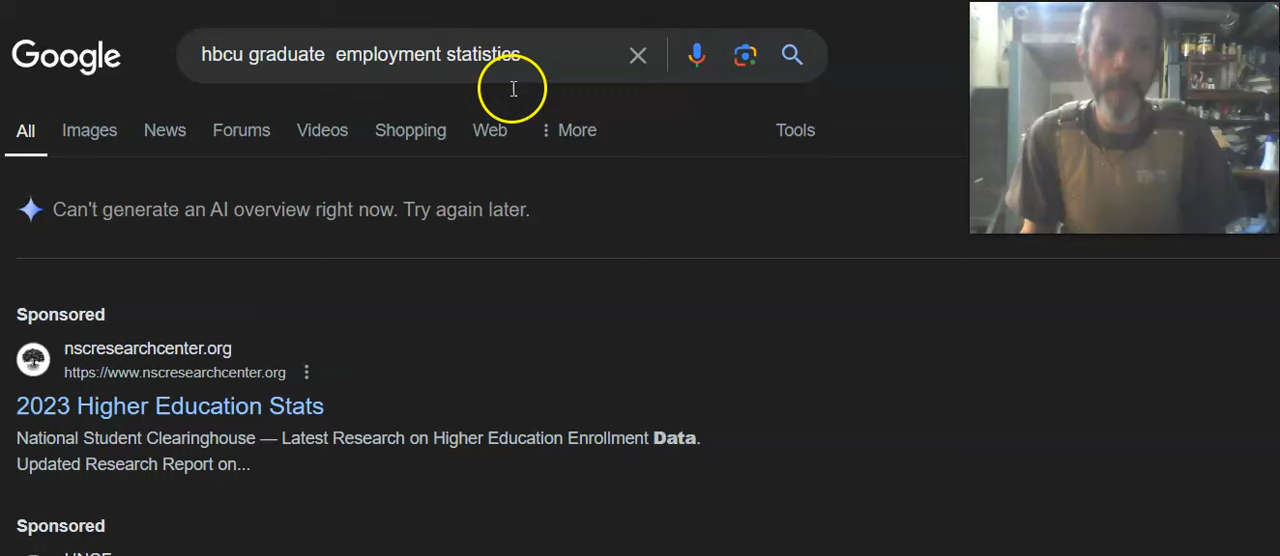 Google
hbcu graduate  employment statistics
All Images News Forums Videos Shopping Web More Tools
Can't generate an AI overview right now. Try again later.
Sponsored
nscresearchcenter.org
https://www.nscresearchcenter.org
2023 Higher Education Stats
National Student Clearinghouse — Latest Research on Higher Education Enrollment Data.
Updated Research Report on...
Sponsored